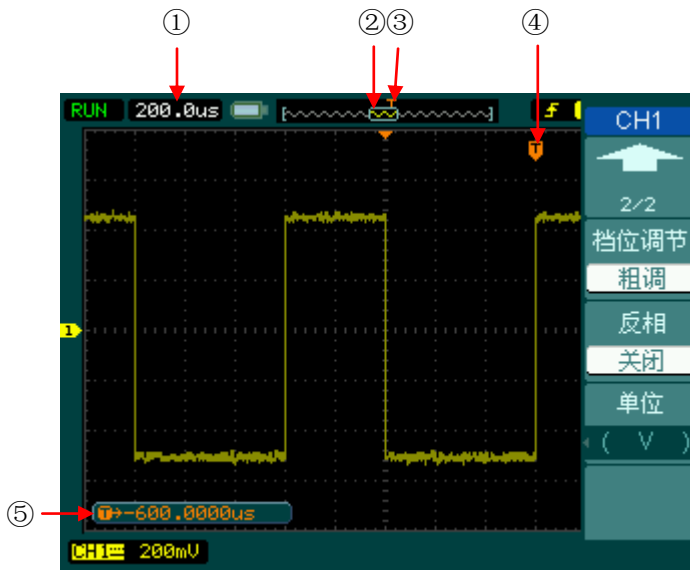 ① ②③ ④
RUN 200.0us T
T
CH1
2/2
档位调节
粗调
反相
关闭
1
单位
( V )
⑤ T→-600.0000us
CH1 200mV